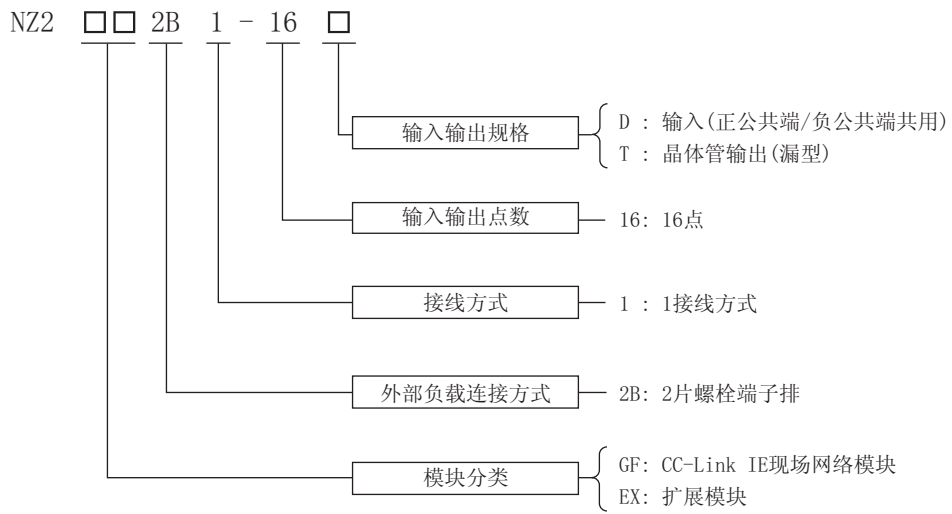 NZ2 □□ 2B 1 - 16 □
输入输出规格
D : 输入(正公共端/负公共端共用)
T : 晶体管输出(漏型)
输入输出点数
16: 16点
接线方式
1 : 1接线方式
外部负载连接方式
2B: 2片螺栓端子排
模块分类
GF: CC-Link IE现场网络模块
EX: 扩展模块